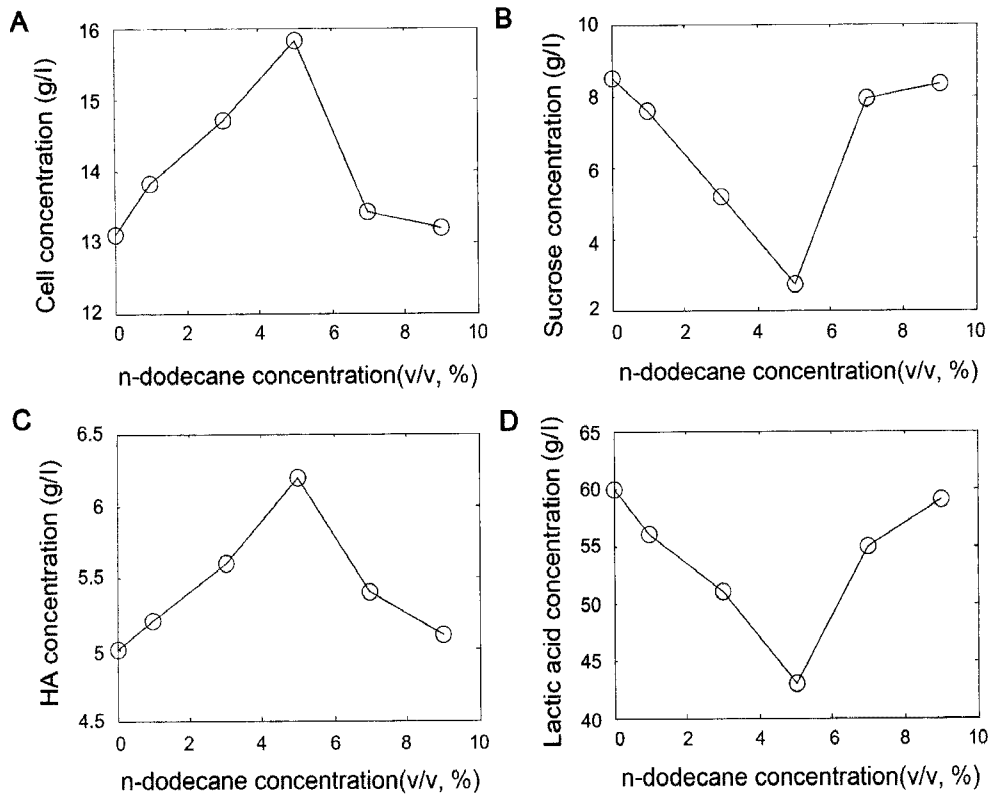 A
Cell concentration (g/l)
16
15
14
13
12
0 2 4 6 8 10
n-dodecane concentration(v/v, %)
B
Sucrose concentration (g/l)
10
8
6
4
2
0 2 4 6 8 10
n-dodecane concentration(v/v, %)
C
HA concentration (g/l)
6.5
6
5.5
5
4.5
0 2 4 6 8 10
n-dodecane concentration(v/v, %)
D
Lactic acid concentration (g/l)
65
60
55
50
45
40
0 2 4 6 8 10
n-dodecane concentration(v/v, %)